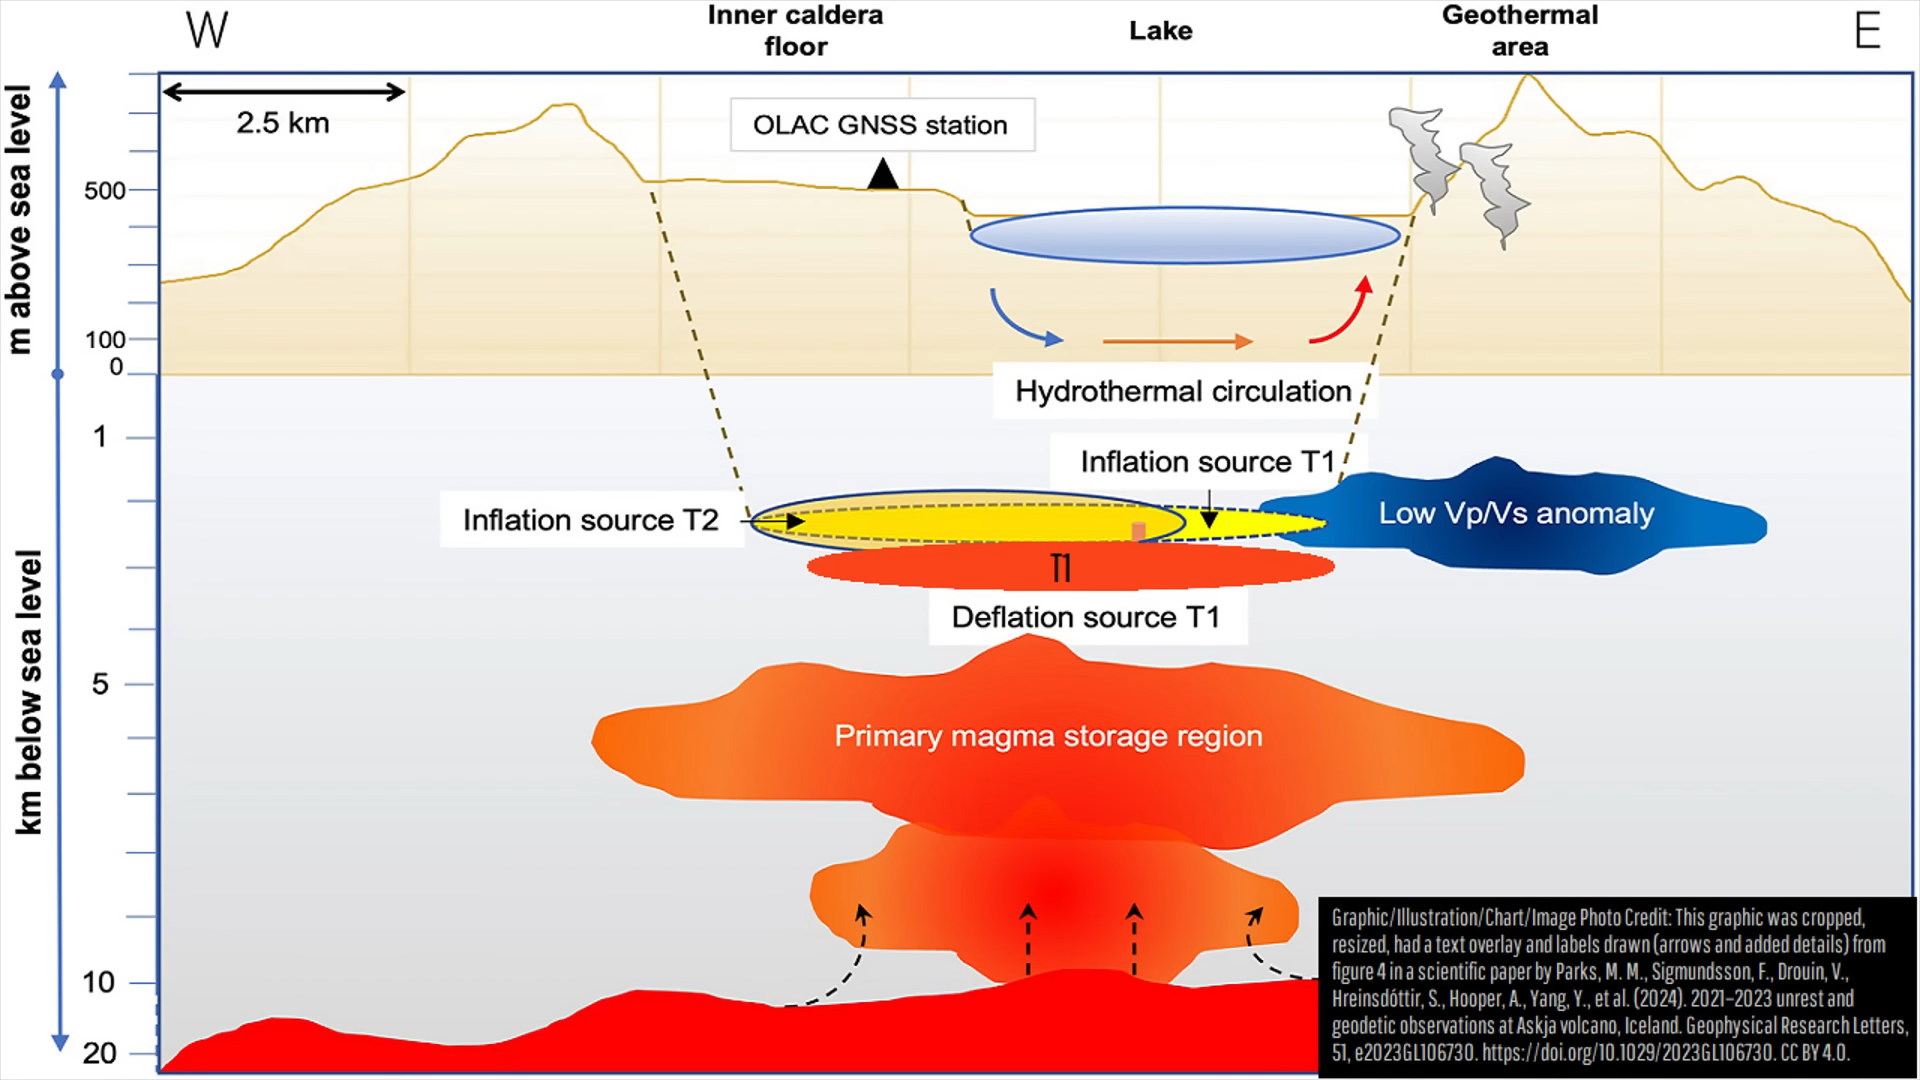 W
Inner caldera
floor
Lake
Geothermal
area
E
m above sea level
2.5 km
OLAC GNSS station
500
100
0
Hydrothermal circulation
km below sea level
1
Inflation source T1
Inflation source T2
Low Vp/Vs anomaly
T1
Deflation source T1
5
Primary magma storage region
10
20
Graphic/Illustration/Chart/Image Photo Credit: This graphic was cropped,
resized, had a text overlay and labels drawn (arrows and added details) from
figure 4 in a scientific paper by Parks, M. M., Sigmundsson, F., Drouin, V.,
Hreinsdóttir, S., Hooper, A., Yang, Y., et al. (2024). 2021–2023 unrest and
geodetic observations at Askja volcano, Iceland. Geophysical Research Letters,
51, e2023GL106730. https://doi.org/10.1029/2023GL106730. CC BY 4.0.